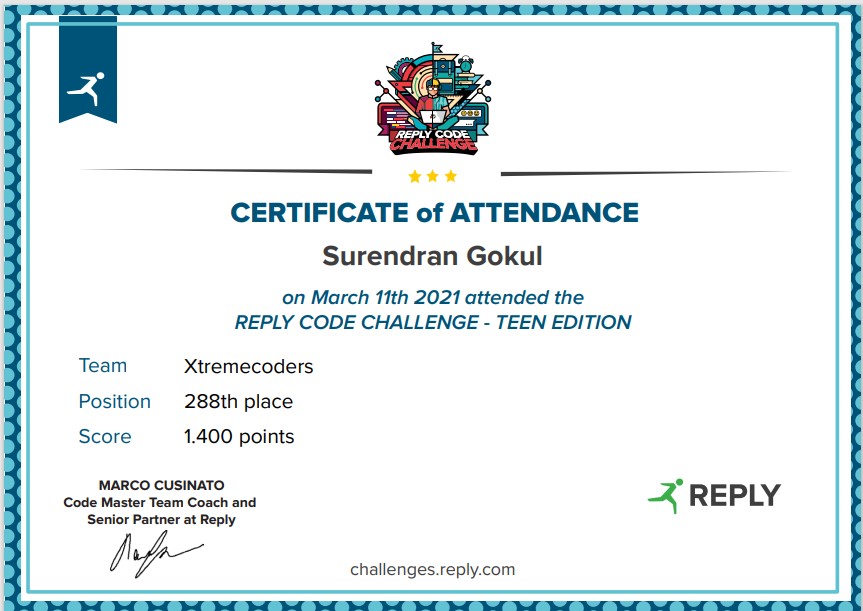 REPLY CODE
CHALLENGE
CERTIFICATE of ATTENDANCE
Surendran Gokul
on March 11th 2021 attended the
REPLY CODE CHALLENGE - TEEN EDITION
Team Xtremecoders
Position 288th place
Score 1.400 points
MARCO CUSINATO
Code Master Team Coach and
Senior Partner at Reply
REPLY
challenges.reply.com